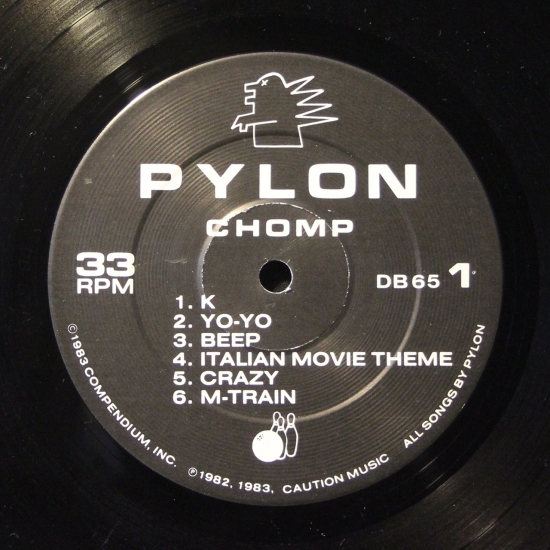 PYLON
CHOMP
33
RPM
DB65 1
1. K
2. YO-YO
3. BEEP
4. ITALIAN MOVIE THEME
5. CRAZY
6. M-TRAIN
©1983 COMPENDIUM, INC. ℗1982, 1983, CAUTION MUSIC ALL SONGS BY PYLON